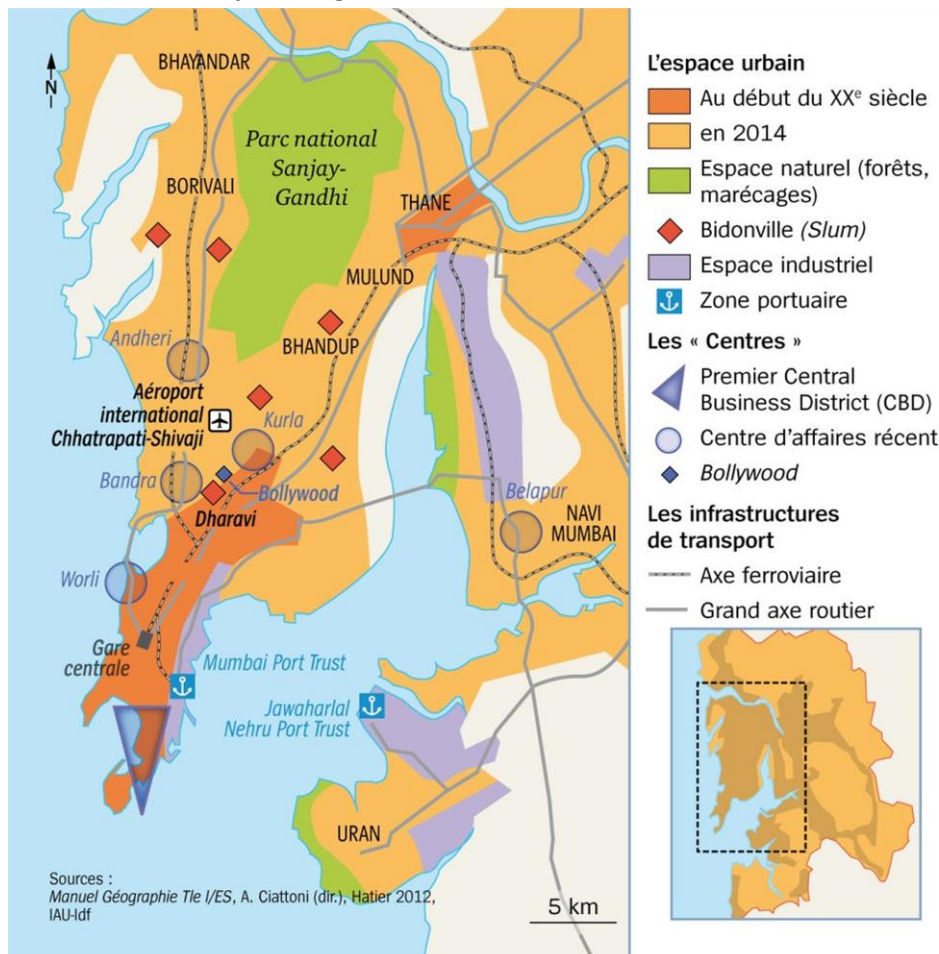 N
BHAYANDAR
Parc national
Sanjay-
Gandhi
BORIVALI
THANE
MULUND
BHANDUP
Andheri
Aéroport
international
Chhatrapati-Shivaji
Kurla
Bandra
Bollywood
Dharavi
Belapur
NAVI
MUMBAI
Worli
Gare
centrale
Mumbai Port Trust
Jawaharlal
Nehru Port Trust
URAN
Sources :
Manuel Géographie Tle l/ES, A. Ciattoni (dir.), Hatier 2012,
IAU-ldf
5 km
L'espace urbain
Au début du XXe siècle
en 2014
Espace naturel (forêts,
marécages)
Bidonville (Slum)
Espace industriel
Zone portuaire
Les « Centres »
Premier Central
Business District (CBD)
Centre d'affaires récent
Bollywood
Les infrastructures
de transport
Axe ferroviaire
Grand axe routier